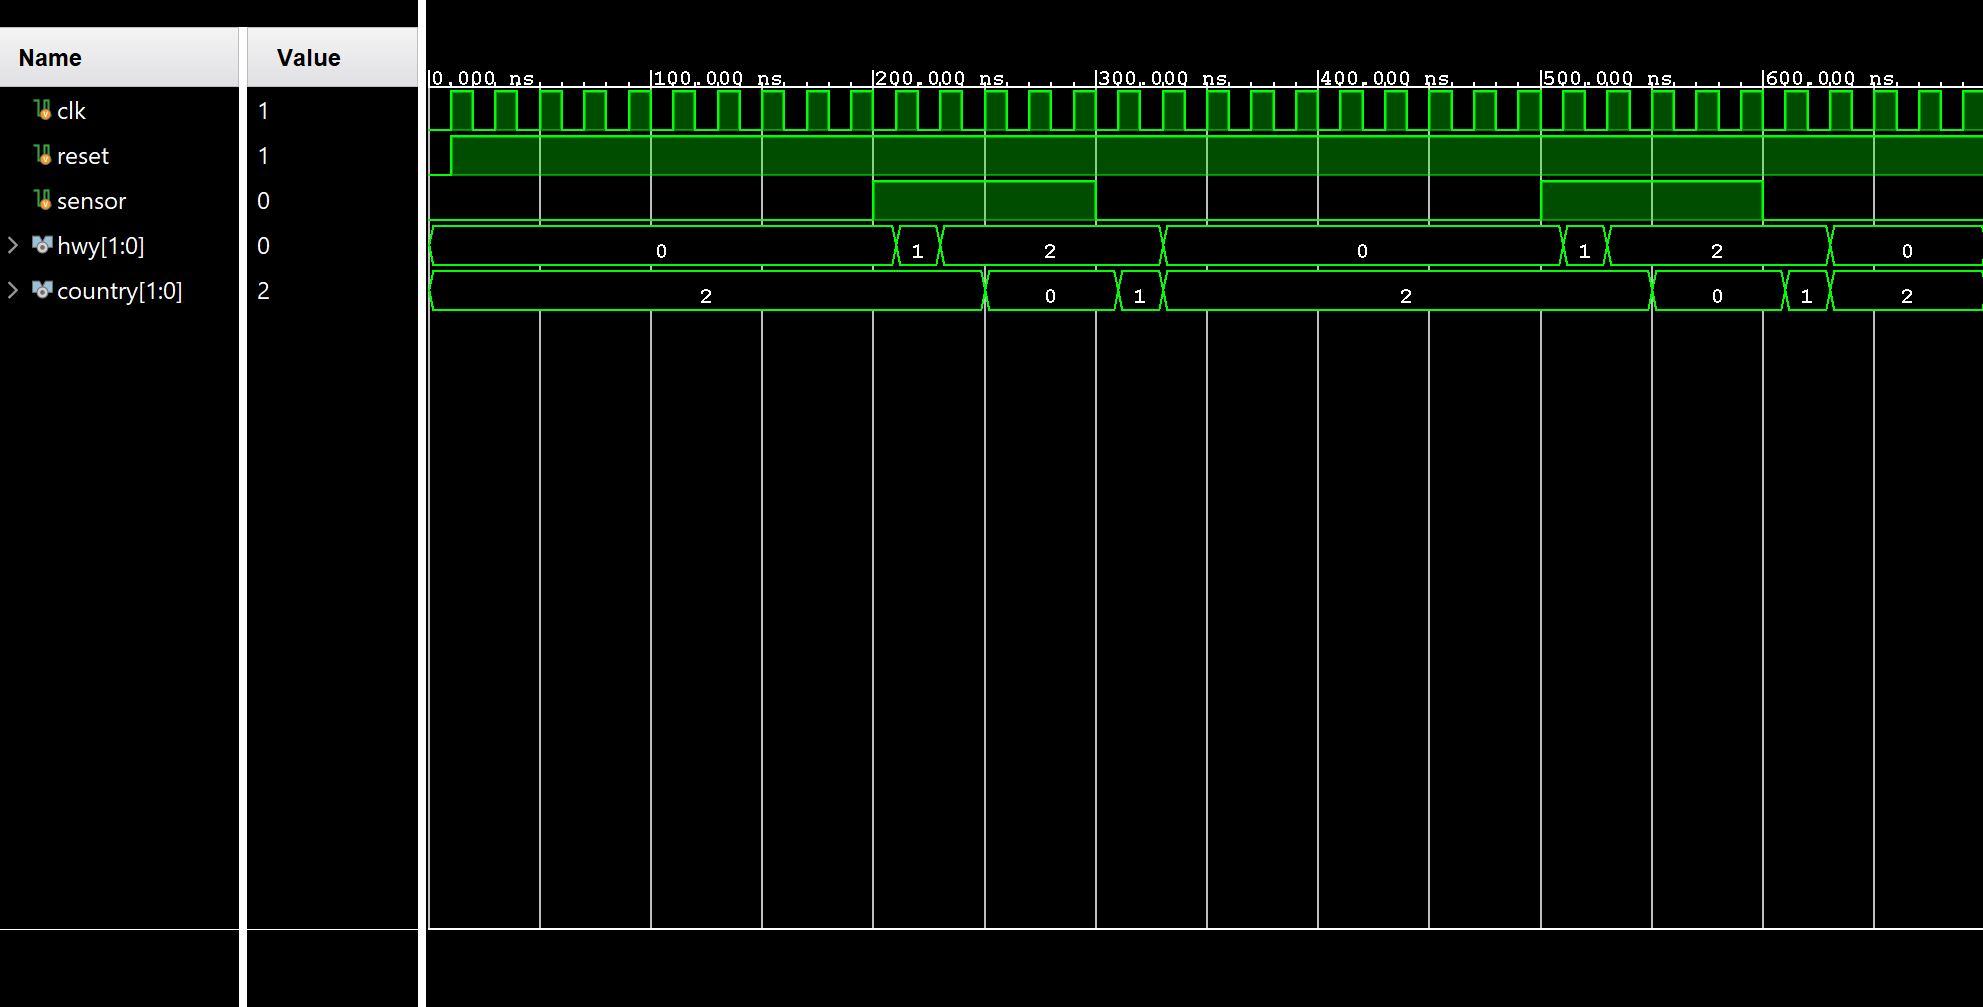 Name Value
0.000 ns 100.000 ns 200.000 ns 300.000 ns 400.000 ns 500.000 ns 600.000 ns
clk 1
reset 1
sensor 0
hwy[1:0] 0 0 1 2 0 1 2 0
country[1:0] 2 2 0 1 2 0 1 2